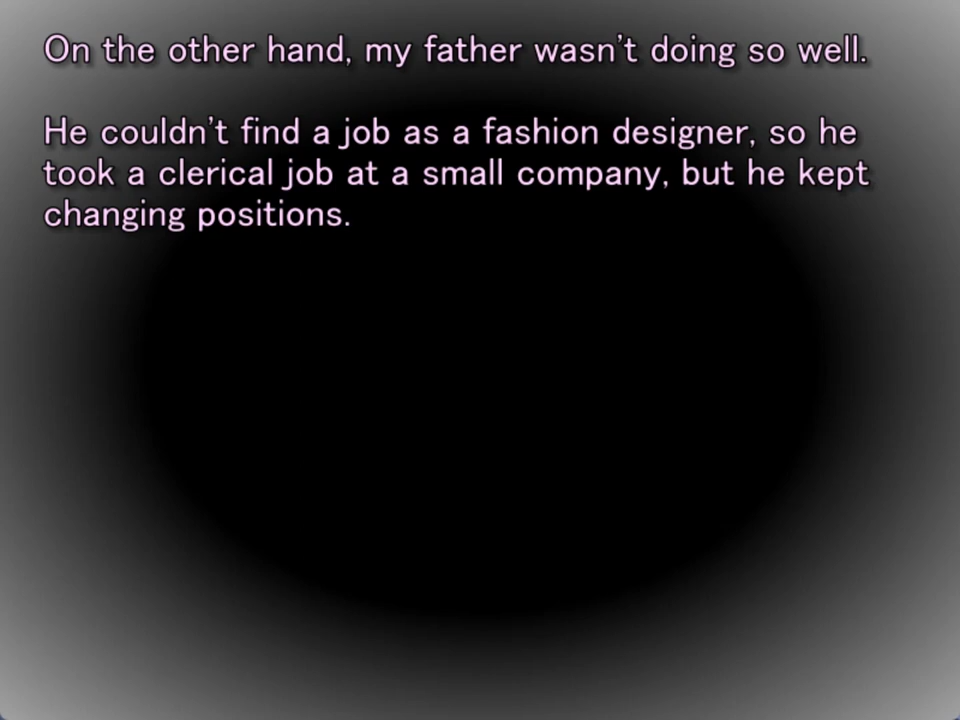 On the other hand, my father wasn't doing so well.
He couldn't find a job as a fashion designer, so he
took a clerical job at a small company, but he kept
changing positions.